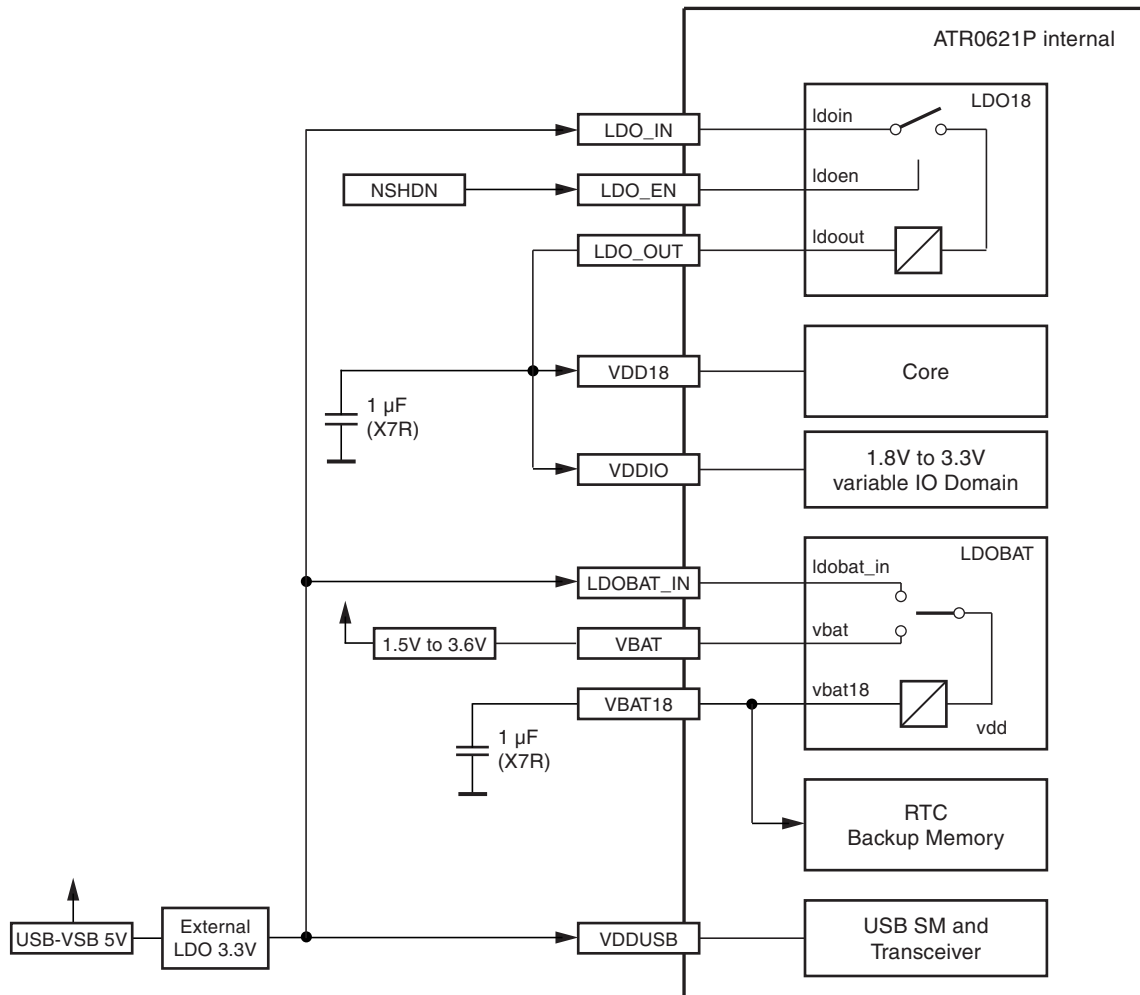 ATR0621P internal
LDO18
LDO_IN
ldoin
NSHDN
LDO_EN
ldoen
LDO_OUT
ldoout
VDD18
Core
1 µF
(X7R)
VDDIO
1.8V to 3.3V
variable IO Domain
LDOBAT
LDOBAT_IN
ldobat_in
1.5V to 3.6V
VBAT
vbat
VBAT18
vbat18
vdd
1 µF
(X7R)
RTC
Backup Memory
USB-VSB 5V
External
LDO 3.3V
VDDUSB
USB SM and
Transceiver